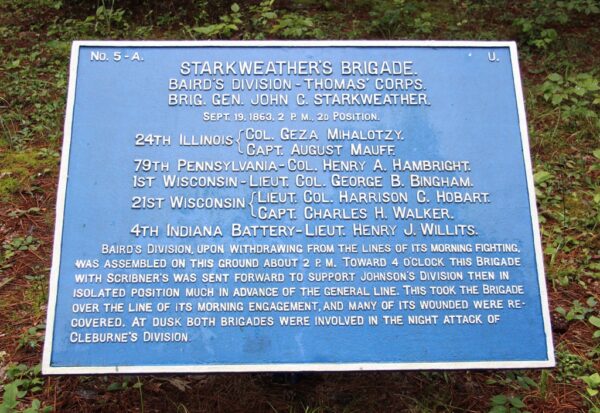 No. 5-A. U.
STARKWEATHER'S BRIGADE.
BAIRD'S DIVISION-THOMAS' CORPS.
BRIG. GEN. JOHN C. STARKWEATHER.
SEPT. 19, 1863, 2 P. M., 2D POSITION.
24TH ILLINOIS { COL. GEZA MIHALOTZY.
CAPT. AUGUST MAUFF.
79TH PENNSYLVANIA-COL. HENRY A. HAMBRIGHT.
1ST WISCONSIN-LIEUT. COL. GEORGE B. BINGHAM.
21ST WISCONSIN { LIEUT. COL. HARRISON C. HOBART.
CAPT. CHARLES H. WALKER.
4TH INDIANA BATTERY-LIEUT. HENRY J. WILLITS.
BAIRD'S DIVISION, UPON WITHDRAWING FROM THE LINES OF ITS MORNING FIGHTING,
WAS ASSEMBLED ON THIS GROUND ABOUT 2 P. M. TOWARD 4 O'CLOCK THIS BRIGADE
WITH SCRIBNER'S WAS SENT FORWARD TO SUPPORT JOHNSON'S DIVISION THEN IN
ISOLATED POSITION MUCH IN ADVANCE OF THE GENERAL LINE. THIS TOOK THE BRIGADE
OVER THE LINE OF ITS MORNING ENGAGEMENT, AND MANY OF ITS WOUNDED WERE RE-
COVERED. AT DUSK BOTH BRIGADES WERE INVOLVED IN THE NIGHT ATTACK OF
CLEBURNE'S DIVISION.